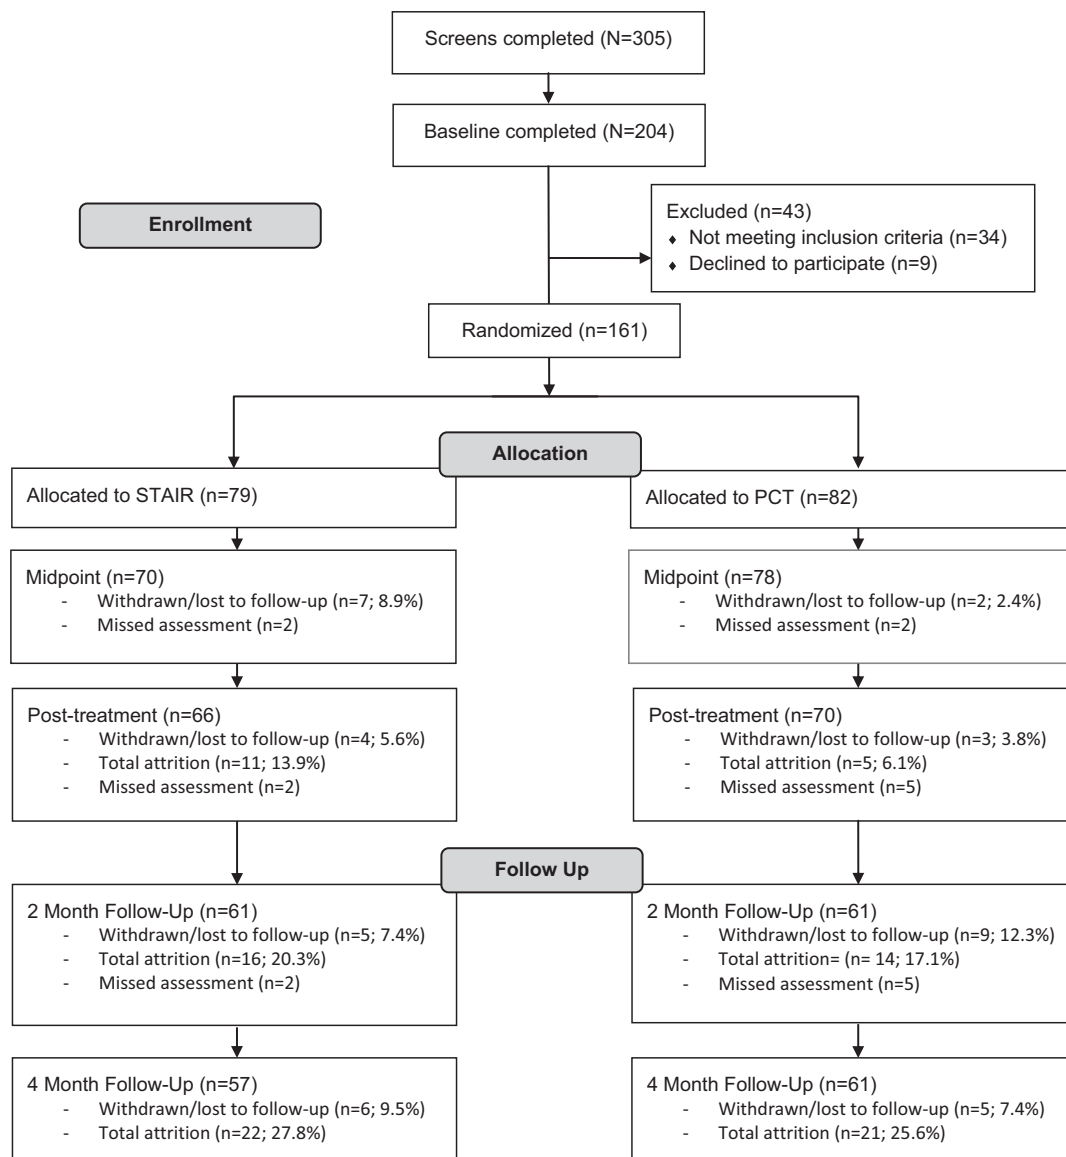 Screens completed (N=305)
Baseline completed (N=204)
Enrollment
Excluded (n=43)
♦ Not meeting inclusion criteria (n=34)
♦ Declined to participate (n=9)
Randomized (n=161)
Allocation
Allocated to STAIR (n=79)
Allocated to PCT (n=82)
Midpoint (n=70)
- Withdrawn/lost to follow-up (n=7; 8.9%)
- Missed assessment (n=2)
Midpoint (n=78)
- Withdrawn/lost to follow-up (n=2; 2.4%)
- Missed assessment (n=2)
Post-treatment (n=66)
- Withdrawn/lost to follow-up (n=4; 5.6%)
- Total attrition (n=11; 13.9%)
- Missed assessment (n=2)
Post-treatment (n=70)
- Withdrawn/lost to follow-up (n=3; 3.8%)
- Total attrition (n=5; 6.1%)
- Missed assessment (n=5)
Follow Up
2 Month Follow-Up (n=61)
- Withdrawn/lost to follow-up (n=5; 7.4%)
- Total attrition (n=16; 20.3%)
- Missed assessment (n=2)
2 Month Follow-Up (n=61)
- Withdrawn/lost to follow-up (n=9; 12.3%)
- Total attrition= (n= 14; 17.1%)
- Missed assessment (n=5)
4 Month Follow-Up (n=57)
- Withdrawn/lost to follow-up (n=6; 9.5%)
- Total attrition (n=22; 27.8%)
4 Month Follow-Up (n=61)
- Withdrawn/lost to follow-up (n=5; 7.4%)
- Total attrition (n=21; 25.6%)